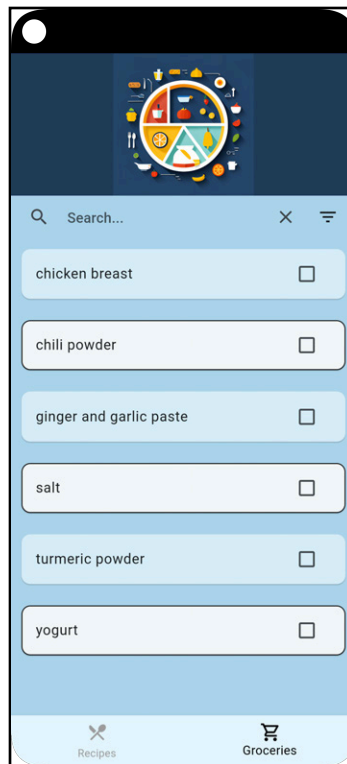 Search...
chicken breast
chili powder
ginger and garlic paste
salt
turmeric powder
yogurt
Recipes
Groceries